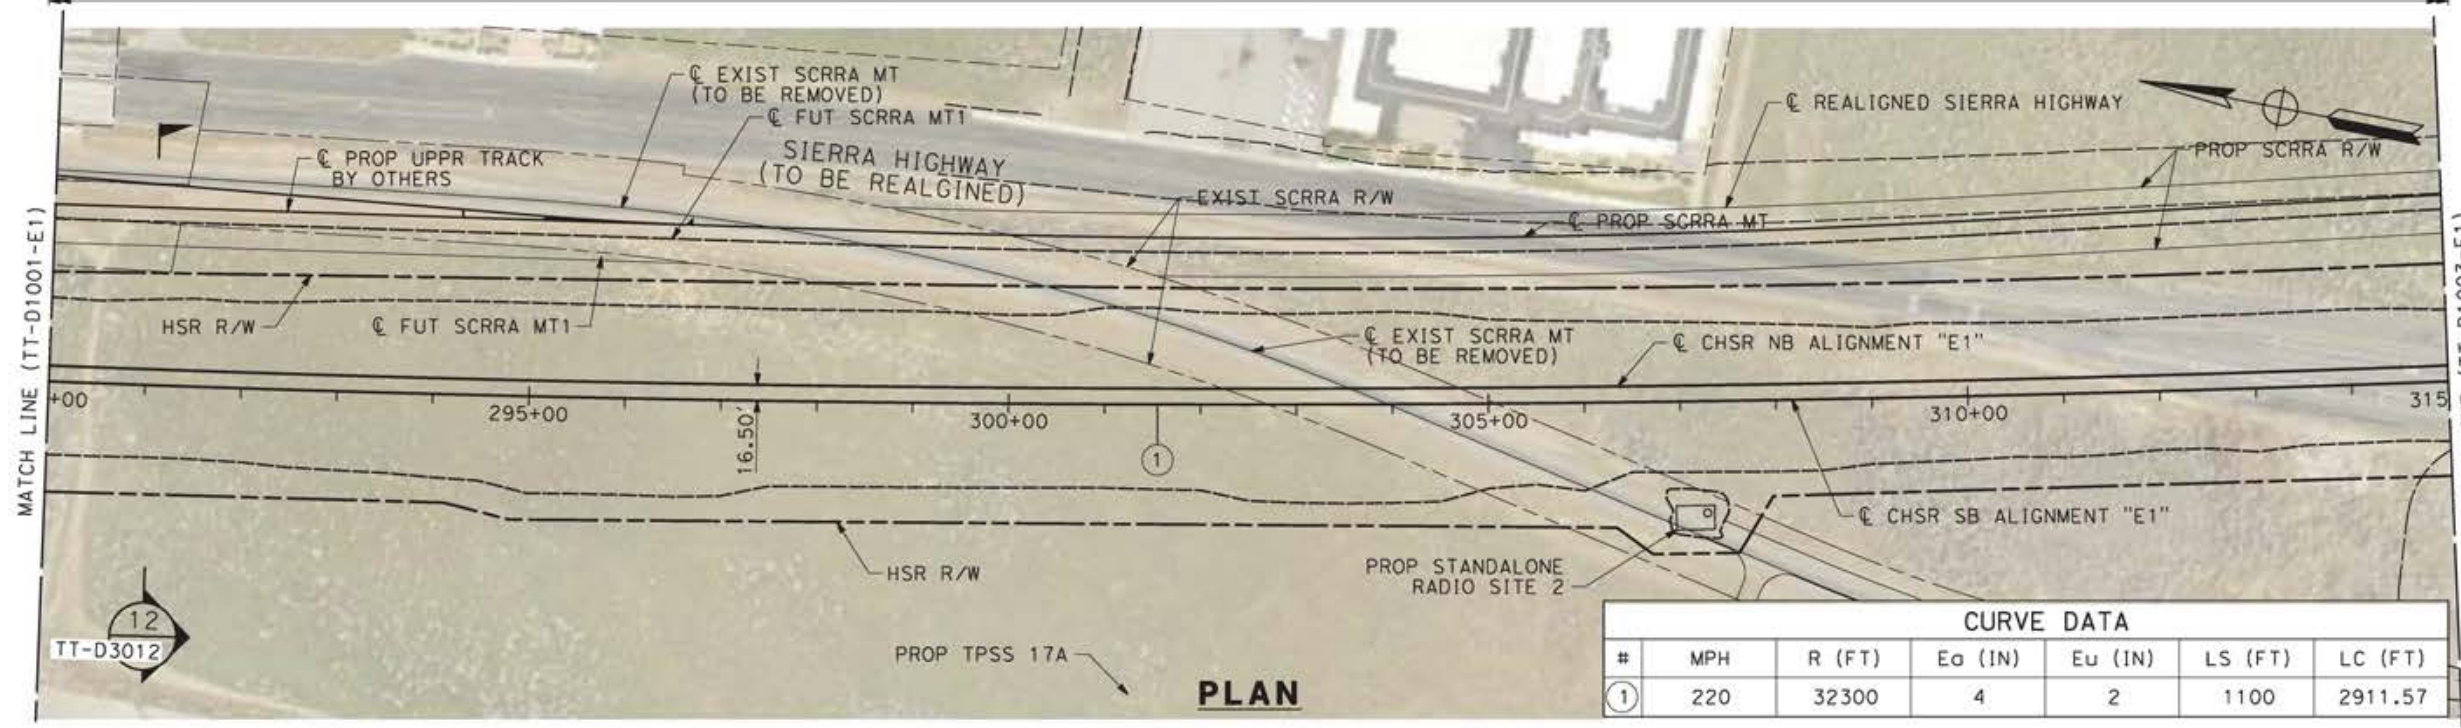 ℄ EXIST SCRRA MT
(TO BE REMOVED)
℄ FUT SCRRA MT1
℄ REALIGNED SIERRA HIGHWAY
℄ PROP UPPR TRACK
BY OTHERS
SIERRA HIGHWAY
(TO BE REALGINED)
PROP SCRRA R/W
EXIST SCRRA R/W
℄ PROP SCRRA MT
MATCH LINE (TT-D1001-E1)
HSR R/W
℄ FUT SCRRA MT1
℄ EXIST SCRRA MT
(TO BE REMOVED)
℄ CHSR NB ALIGNMENT "E1"
+00
295+00
300+00
305+00
310+00
315
16.50'
1
℄ CHSR SB ALIGNMENT "E1"
HSR R/W
PROP STANDALONE
RADIO SITE 2
12
TT-D3012
PROP TPSS 17A
PLAN
CURVE DATA
# MPH R (FT) Ea (IN) Eu (IN) LS (FT) LC (FT)
1 220 32300 4 2 1100 2911.57